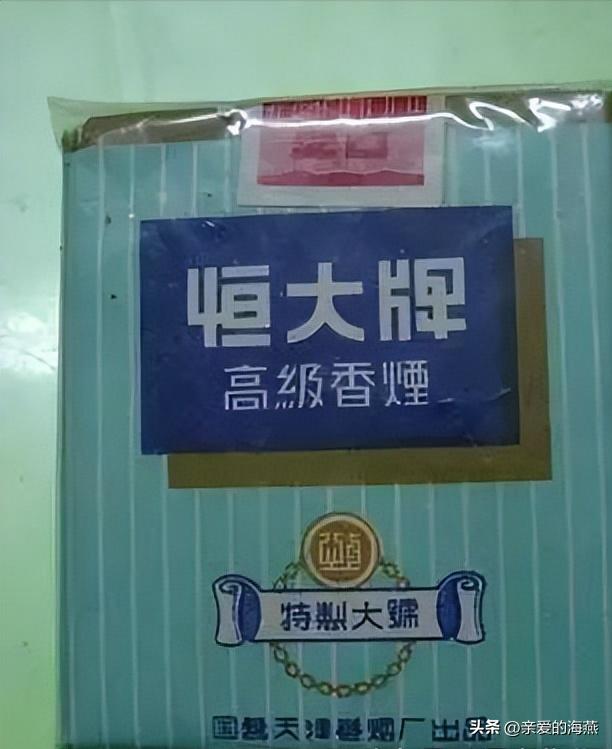 恒大牌
高級香煙
特製大號
国营天津卷烟厂出品
头条 @亲爱的海燕